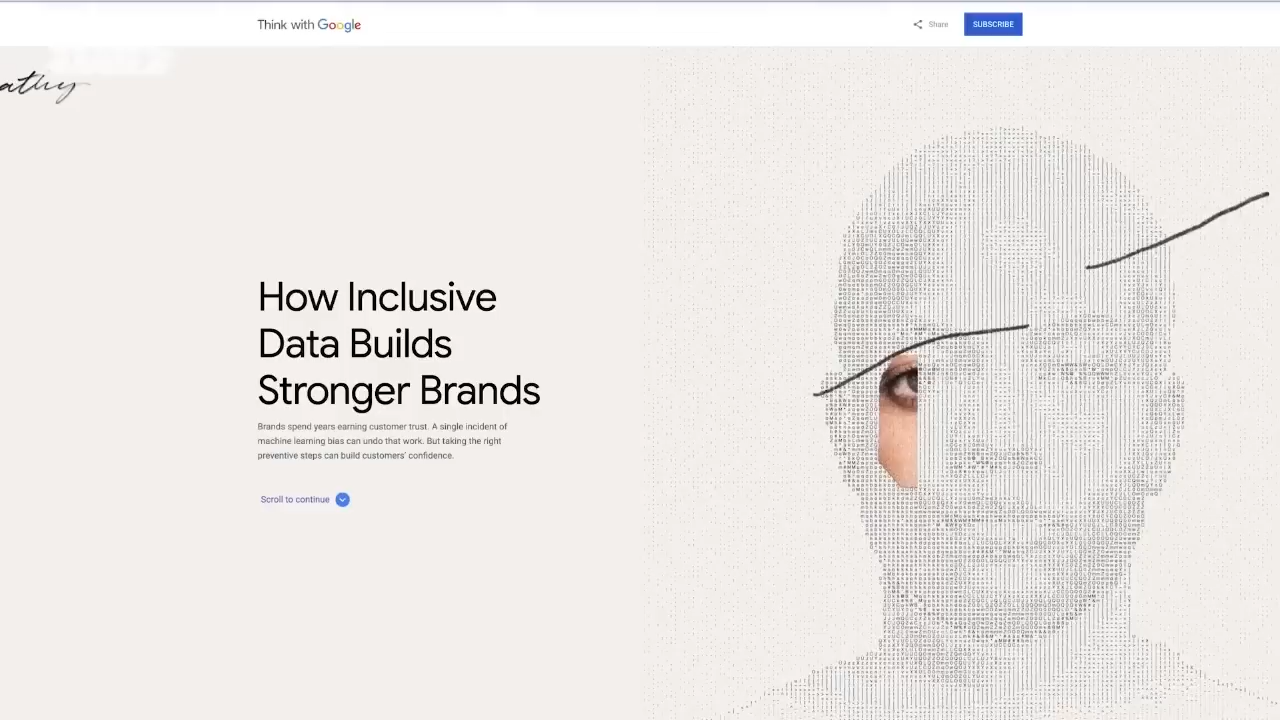 Think with Google
Share
SUBSCRIBE
How Inclusive
Data Builds
Stronger Brands
Brands spend years earning customer trust. A single incident of
machine learning bias can undo that work. But taking the right
preventive steps can build customers' confidence.
Scroll to continue